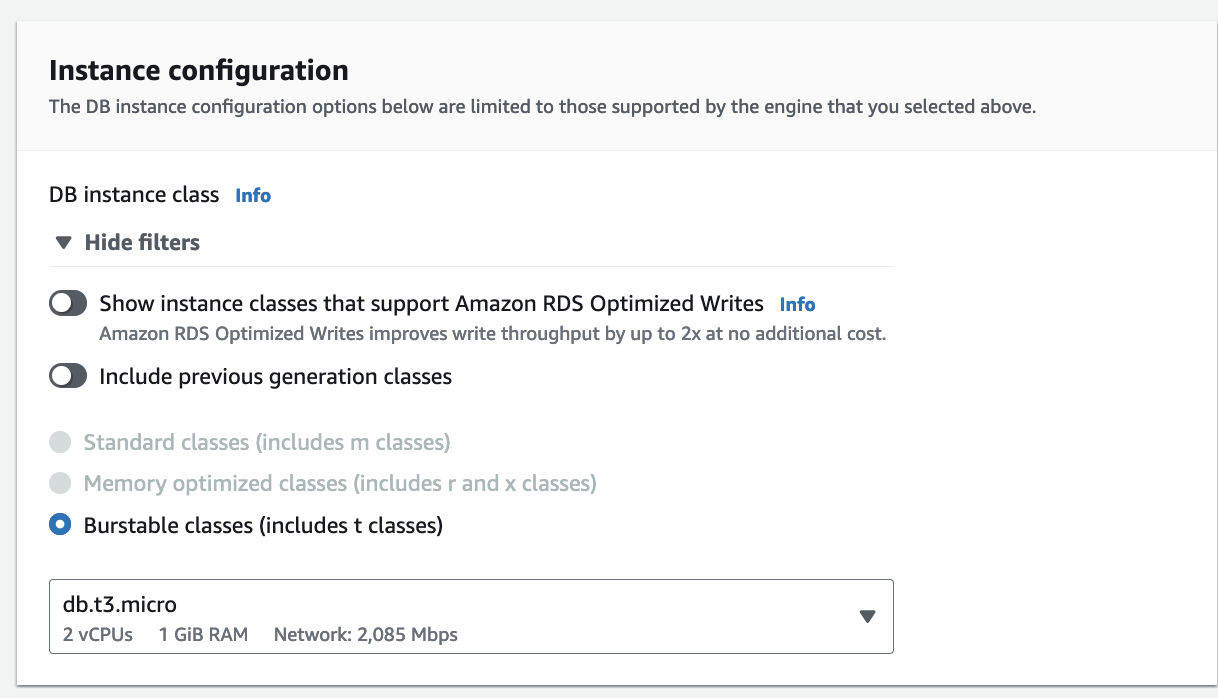 Instance configuration
The DB instance configuration options below are limited to those supported by the engine that you selected above.
DB instance class Info
Hide filters
Show instance classes that support Amazon RDS Optimized Writes Info
Amazon RDS Optimized Writes improves write throughput by up to 2x at no additional cost.
Include previous generation classes
Standard classes (includes m classes)
Memory optimized classes (includes r and x classes)
Burstable classes (includes t classes)
db.t3.micro
2 vCPUs 1 GiB RAM Network: 2,085 Mbps